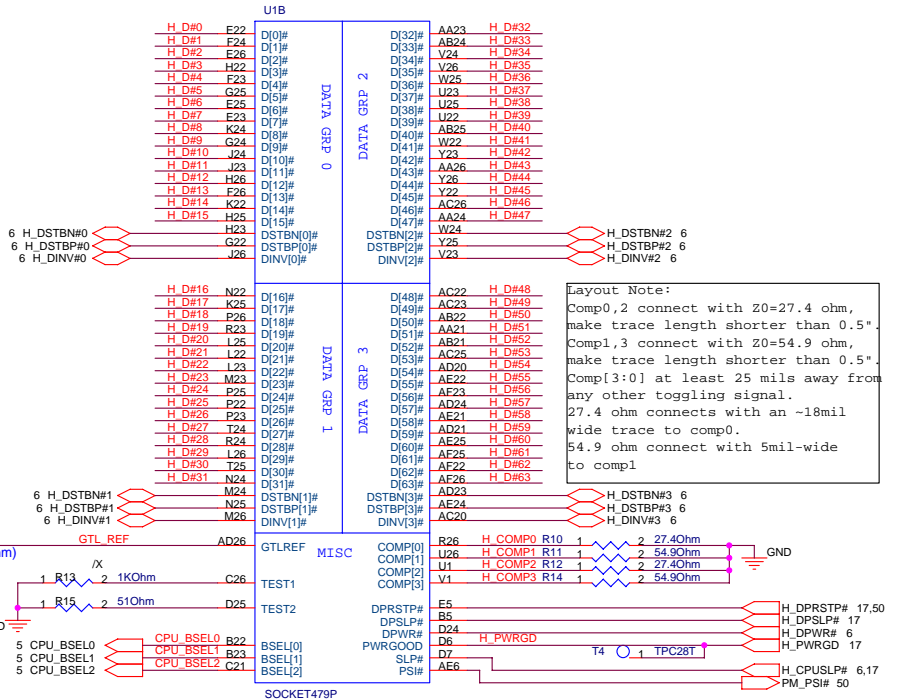 U1B
H_D#0 E22 D[0]# D[32]# AA23 H_D#32
H_D#1 F24 D[1]# D[33]# AB24 H_D#33
H_D#2 E26 D[2]# D[34]# V24 H_D#34
H_D#3 H22 D[3]# D[35]# V26 H_D#35
H_D#4 F23 D[4]# D[36]# W25 H_D#36
H_D#5 G25 D[5]# D[37]# U23 H_D#37
H_D#6 E25 D[6]# D[38]# U25 H_D#38
H_D#7 E23 D[7]# D[39]# U22 H_D#39
H_D#8 K24 D[8]# D[40]# AB25 H_D#40
H_D#9 G24 D[9]# D[41]# W22 H_D#41
H_D#10 J24 D[10]# D[42]# Y23 H_D#42
H_D#11 J23 D[11]# D[43]# AA26 H_D#43
H_D#12 H26 D[12]# D[44]# Y26 H_D#44
H_D#13 F26 D[13]# D[45]# Y22 H_D#45
H_D#14 K22 D[14]# D[46]# AC26 H_D#46
H_D#15 H25 D[15]# D[47]# AA24 H_D#47
6 H_DSTBN#0 H23 DSTBN[0]# DSTBN[2]# W24 H_DSTBN#2 6
6 H_DSTBP#0 G22 DSTBP[0]# DSTBP[2]# Y25 H_DSTBP#2 6
6 H_DINV#0 J26 DINV[0]# DINV[2]# V23 H_DINV#2 6
DATA GRP 0
DATA GRP 2
H_D#16 N22 D[16]# D[48]# AC22 H_D#48
H_D#17 K25 D[17]# D[49]# AC23 H_D#49
H_D#18 P26 D[18]# D[50]# AB22 H_D#50
H_D#19 R23 D[19]# D[51]# AA21 H_D#51
H_D#20 L25 D[20]# D[52]# AB21 H_D#52
H_D#21 L22 D[21]# D[53]# AC25 H_D#53
H_D#22 L23 D[22]# D[54]# AD20 H_D#54
H_D#23 M23 D[23]# D[55]# AE22 H_D#55
H_D#24 P25 D[24]# D[56]# AF23 H_D#56
H_D#25 P22 D[25]# D[57]# AD24 H_D#57
H_D#26 P23 D[26]# D[58]# AE21 H_D#58
H_D#27 T24 D[27]# D[59]# AD21 H_D#59
H_D#28 R24 D[28]# D[60]# AE25 H_D#60
H_D#29 L26 D[29]# D[61]# AF25 H_D#61
H_D#30 T25 D[30]# D[62]# AF22 H_D#62
H_D#31 N24 D[31]# D[63]# AF26 H_D#63
6 H_DSTBN#1 M24 DSTBN[1]# DSTBN[3]# AD23 H_DSTBN#3 6
6 H_DSTBP#1 N25 DSTBP[1]# DSTBP[3]# AE24 H_DSTBP#3 6
6 H_DINV#1 M26 DINV[1]# DINV[3]# AC20 H_DINV#3 6
DATA GRP 1
DATA GRP 3
Layout Note:
Comp0,2 connect with Z0=27.4 ohm,
make trace length shorter than 0.5".
Comp1,3 connect with Z0=54.9 ohm,
make trace length shorter than 0.5".
Comp[3:0] at least 25 mils away from
any other toggling signal.
27.4 ohm connects with an ~18mil
wide trace to comp0.
54.9 ohm connect with 5mil-wide
to comp1
GTL_REF AD26 GTLREF MISC COMP[0] R26 H_COMP0 R10 1 2 27.4Ohm
COMP[1] U26 H_COMP1 R11 1 2 54.9Ohm GND
COMP[2] U1 H_COMP2 R12 1 2 27.4Ohm
COMP[3] V1 H_COMP3 R14 1 2 54.9Ohm
/X
1 R13 2 1KOhm C26 TEST1
1 R15 2 51Ohm D25 TEST2
DPRSTP# E5 H_DPRSTP# 17,50
DPSLP# B5 H_DPSLP# 17
DPWR# D24 H_DPWR# 6
5 CPU_BSEL0 CPU_BSEL0 B22 BSEL[0] PWRGOOD D6 H_PWRGD H_PWRGD 17
T4 1 TPC28T
5 CPU_BSEL1 CPU_BSEL1 B23 BSEL[1] SLP# D7 H_CPUSLP# 6,17
5 CPU_BSEL2 CPU_BSEL2 C21 BSEL[2] PSI# AE6 PM_PSI# 50
SOCKET479P